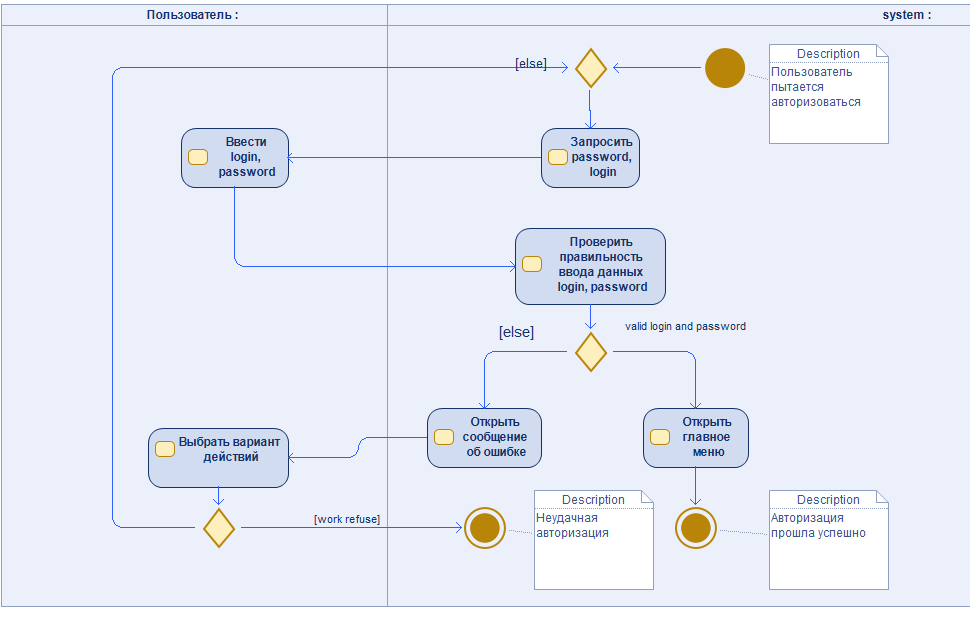 Пользователь :
system :
[else]
Description
Пользователь
пытается
авторизоваться
Ввести
login,
password
Запросить
password,
login
Проверить
правильность
ввода данных
login, password
[else]
valid login and password
Открыть
сообщение
об ошибке
Открыть
главное
меню
Выбрать вариант
действий
[work refuse]
Description
Неудачная
авторизация
Description
Авторизация
прошла успешно